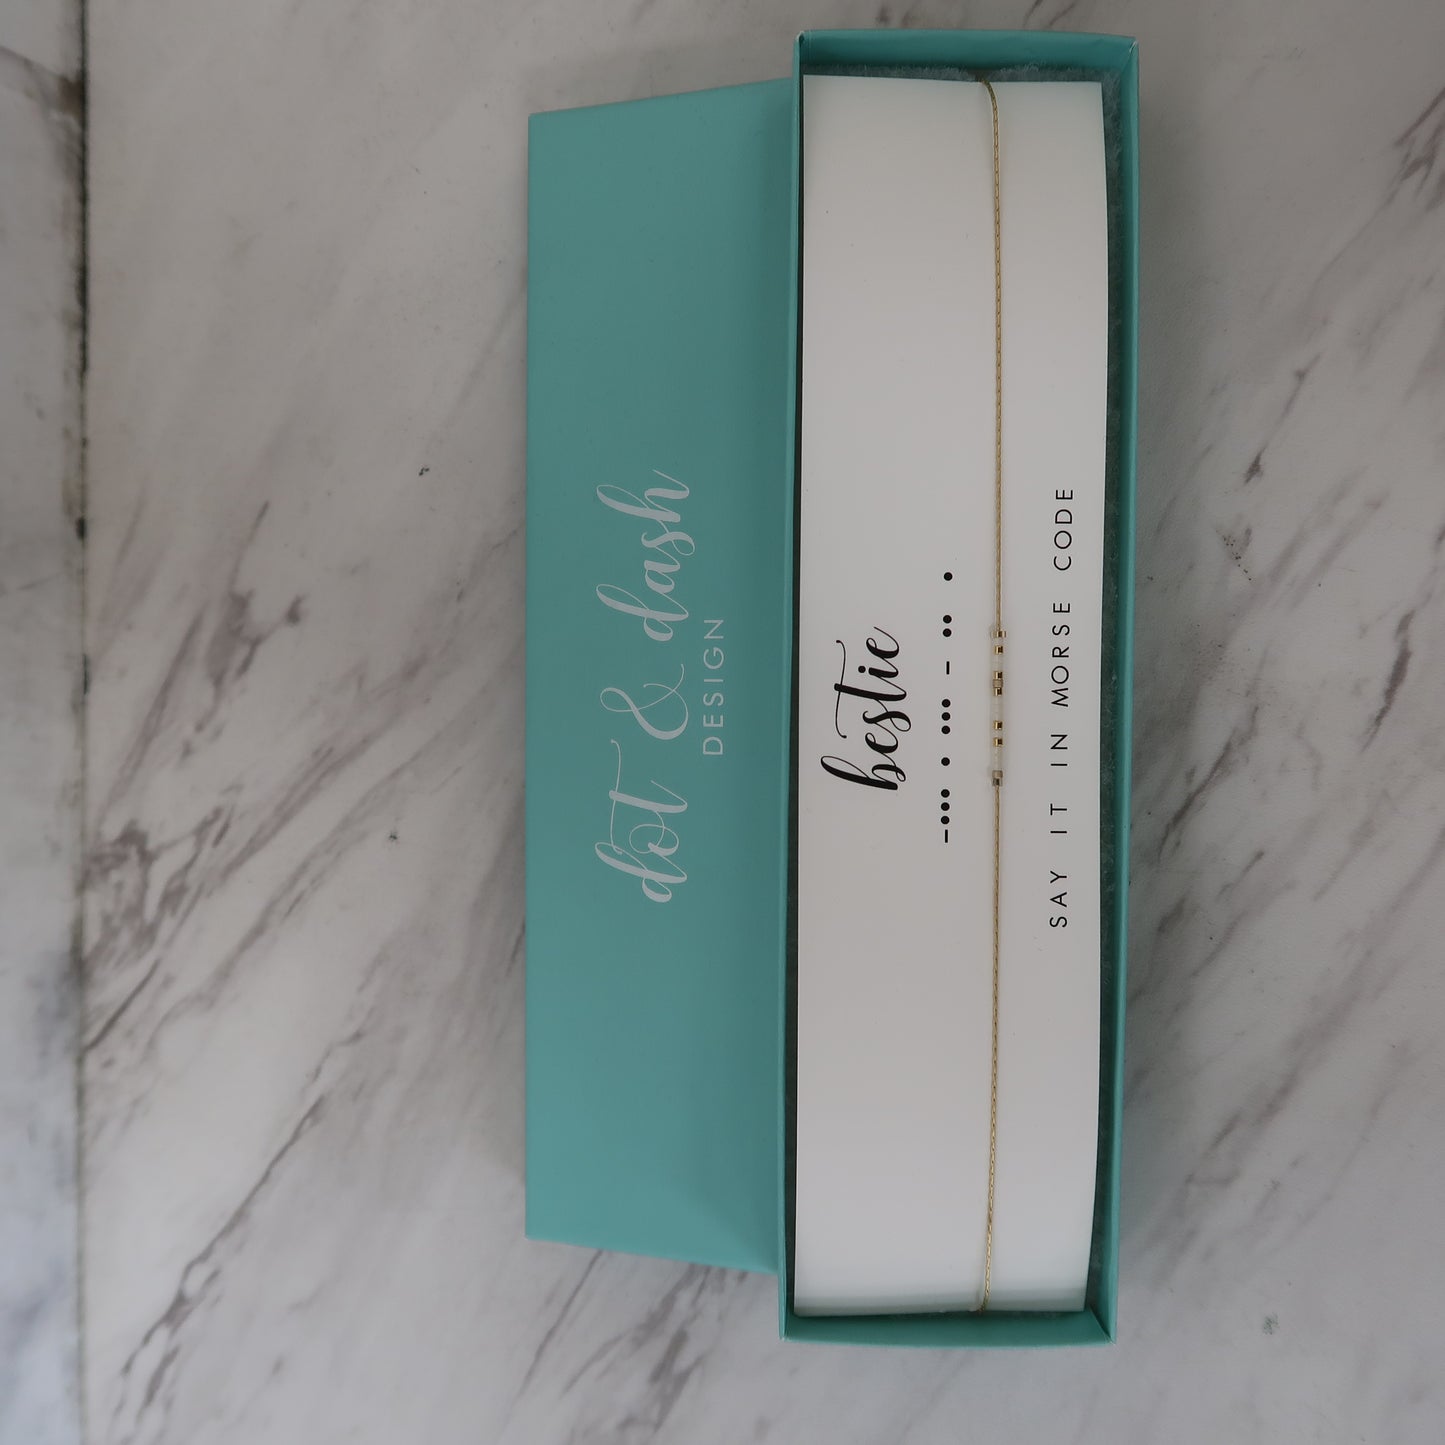 dot & dash
DESIGN
bestie
–••• • ••• – •• •
SAY IT IN MORSE CODE